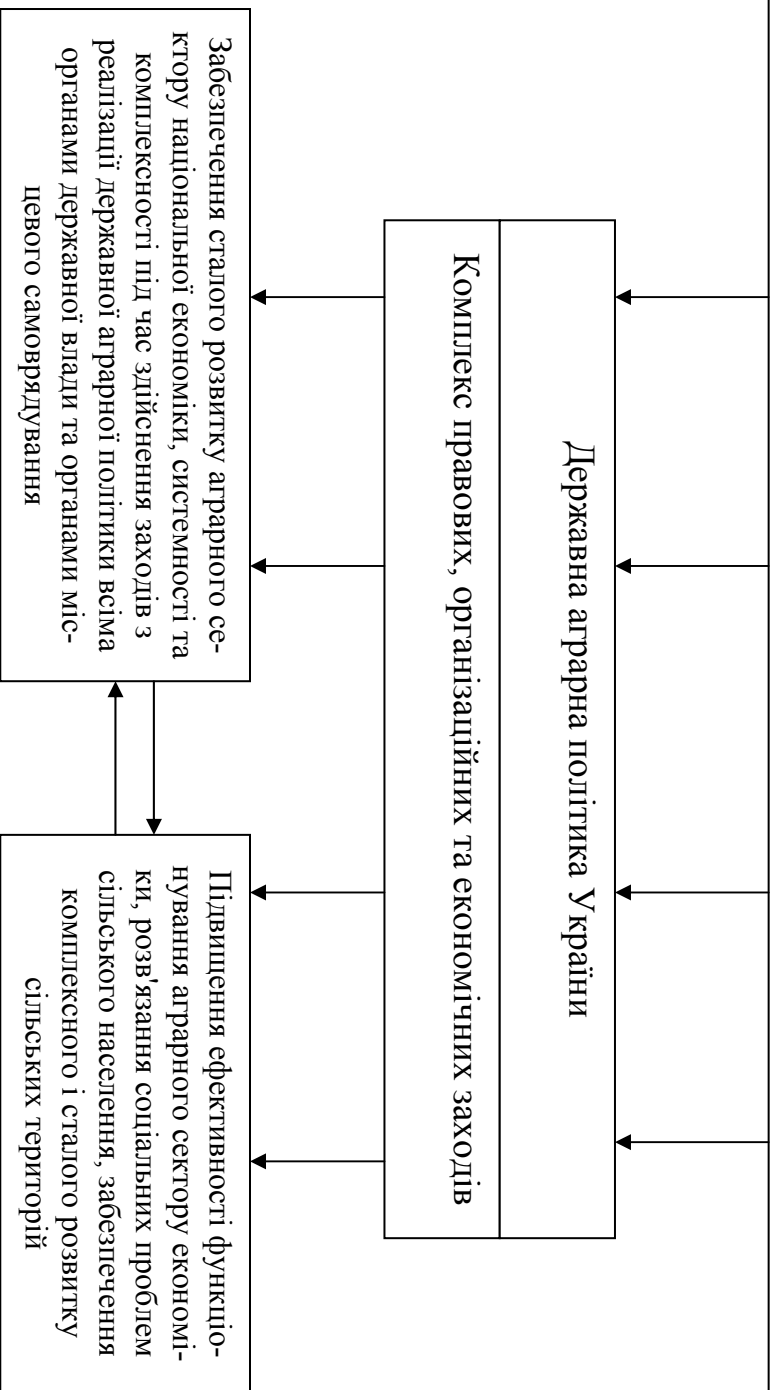 Державна аграрна політика України
Комплекс правових, організаційних та економічних заходів
Забезпечення сталого розвитку аграрного се-
ктору національної економіки, системності та
комплексності під час здійснення заходів з
реалізації державної аграрної політики всіма
органами державної влади та органами міс-
цевого самоврядування
Підвищення ефективності функціо-
нування аграрного сектору економі-
ки, розв'язання соціальних проблем
сільського населення, забезпечення
комплексного і сталого розвитку
сільських територій